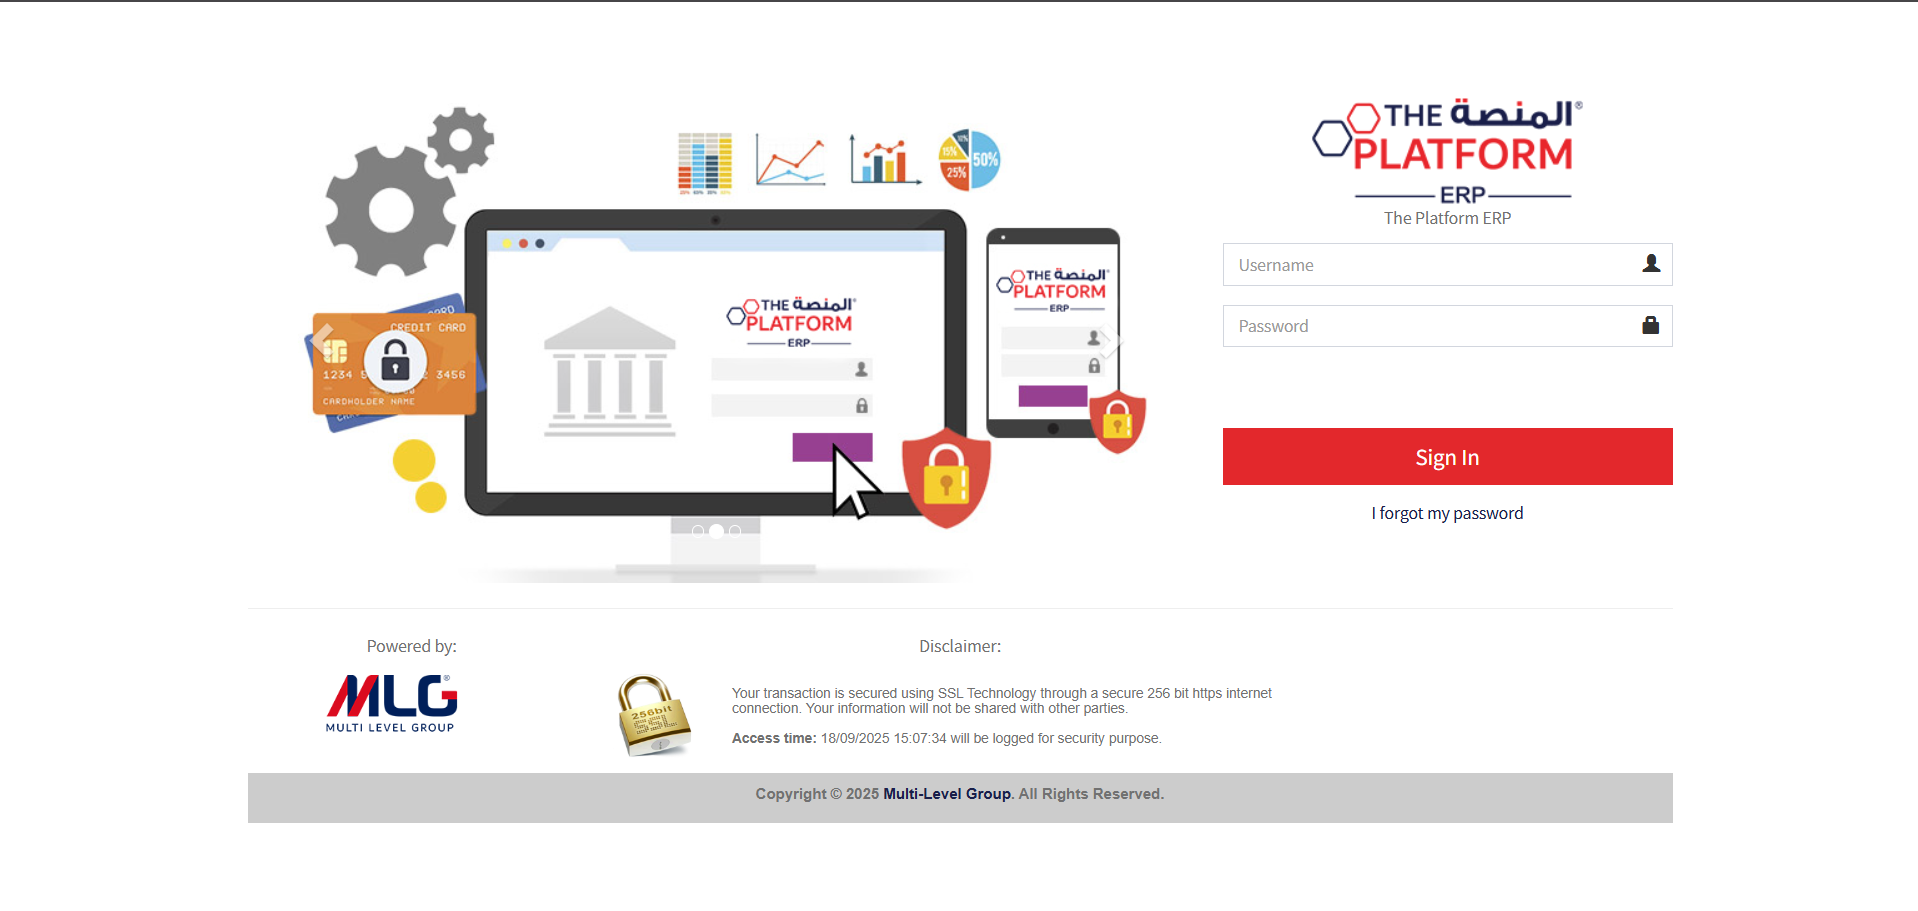 THE المنصة®
PLATFORM
ERP
The Platform ERP
Username
Password
Sign In
I forgot my password
15%
10%
50%
25%
THE المنصة
PLATFORM
ERP
THE المنصة
PLATFORM
ERP
CREDIT CARD
1234 5
2 3456
CARDHOLDER NAME
Powered by:
MLG®
MULTI LEVEL GROUP
Disclaimer:
256bit
SSL
Your transaction is secured using SSL Technology through a secure 256 bit https internet
connection. Your information will not be shared with other parties.
Access time: 18/09/2025 15:07:34 will be logged for security purpose.
Copyright © 2025 Multi-Level Group. All Rights Reserved.